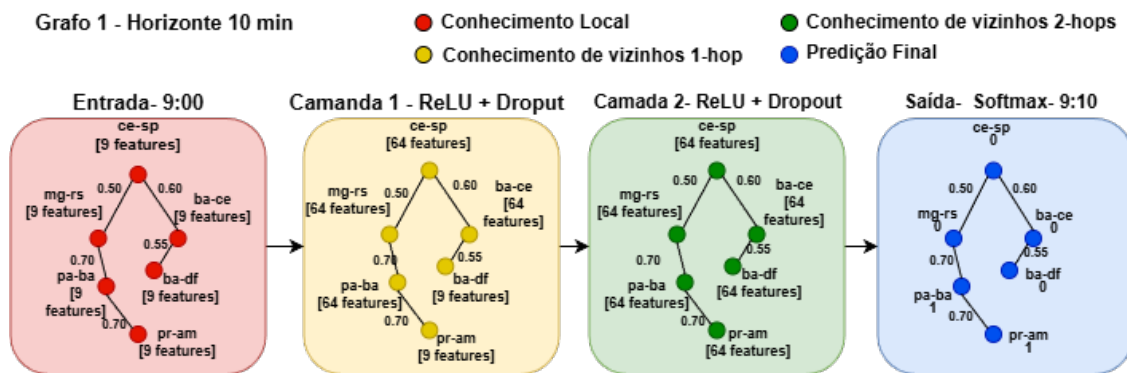 Grafo 1 - Horizonte 10 min
Conhecimento Local
Conhecimento de vizinhos 2-hops
Conhecimento de vizinhos 1-hop
Predição Final
Entrada- 9:00
ce-sp
[9 features]
0.50
0.60
mg-rs
[9 features]
ba-ce
[9 features]
0.70
0.55
pa-ba
[9
features]
ba-df
[9 features]
0.70
pr-am
[9 features]
Camanda 1 - ReLU + Droput
ce-sp
[64 features]
0.50
0.60
mg-rs
[64 features]
ba-ce
[64
features]
0.70
0.55
pa-ba
[64 features]
ba-df
[9 features]
0.70
pr-am
[9 features]
Camada 2- ReLU + Dropout
ce-sp
[64 features]
0.50
0.60
mg-rs
[64 features]
ba-ce
[64
features]
0.70
0.55
pa-ba
[64 features]
ba-df
[64 features]
0.70
pr-am
[64 features]
Saída- Softmax- 9:10
ce-sp
0
0.50
0.60
mg-rs
0
ba-ce
0
0.70
0.55
pa-ba
1
ba-df
0
0.70
pr-am
1